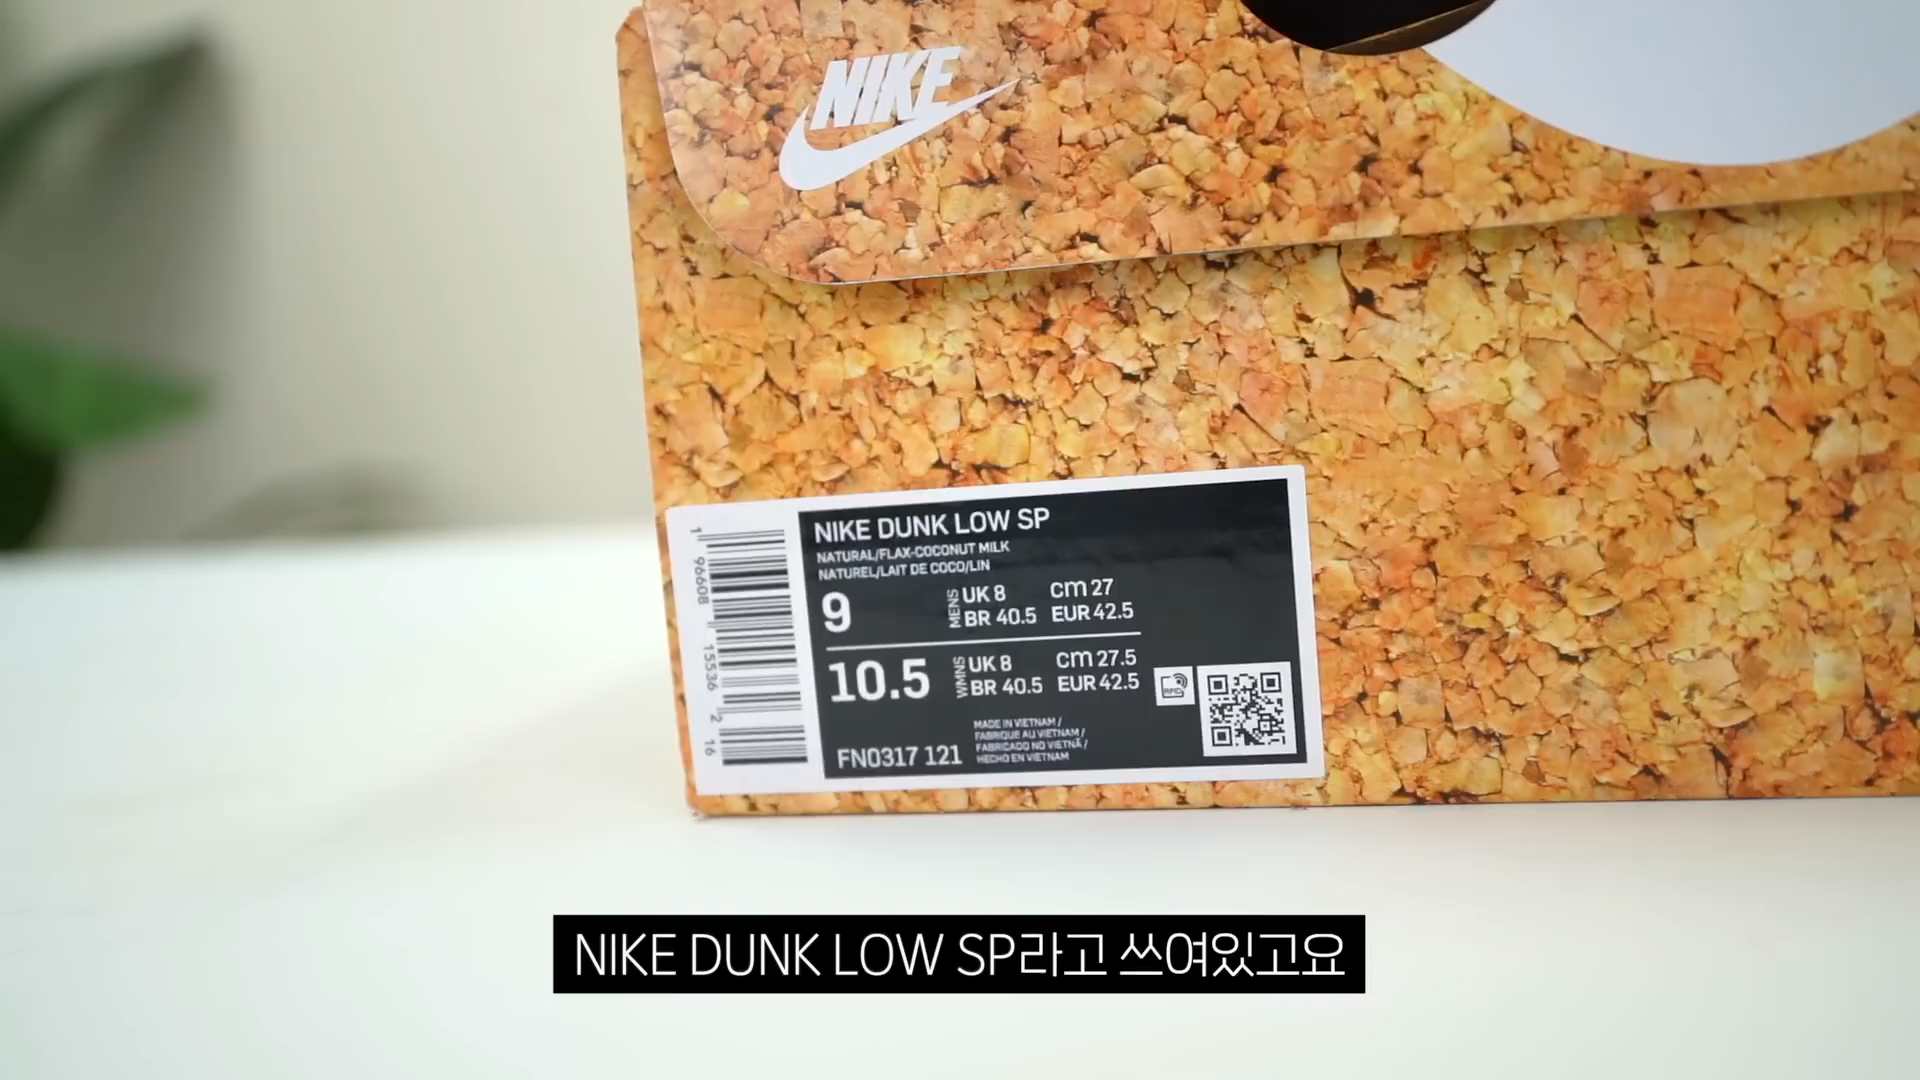 NIKE
NIKE DUNK LOW SP
NATURAL/FLAX-COCONUT MILK
NATUREL/LAIT DE COCO/LIN
9
MENS
UK 8
cm 27
BR 40.5
EUR 42.5
10.5
WMNS
UK 8
cm 27.5
BR 40.5
EUR 42.5
FN0317 121
MADE IN VIETNAM /
FABRIQUE AU VIETNAM /
FABRICADO NO VIETNÃ /
HECHO EN VIETNAM
RFID
1 96608 15536 2 16
NIKE DUNK LOW SP라고 쓰여있고요